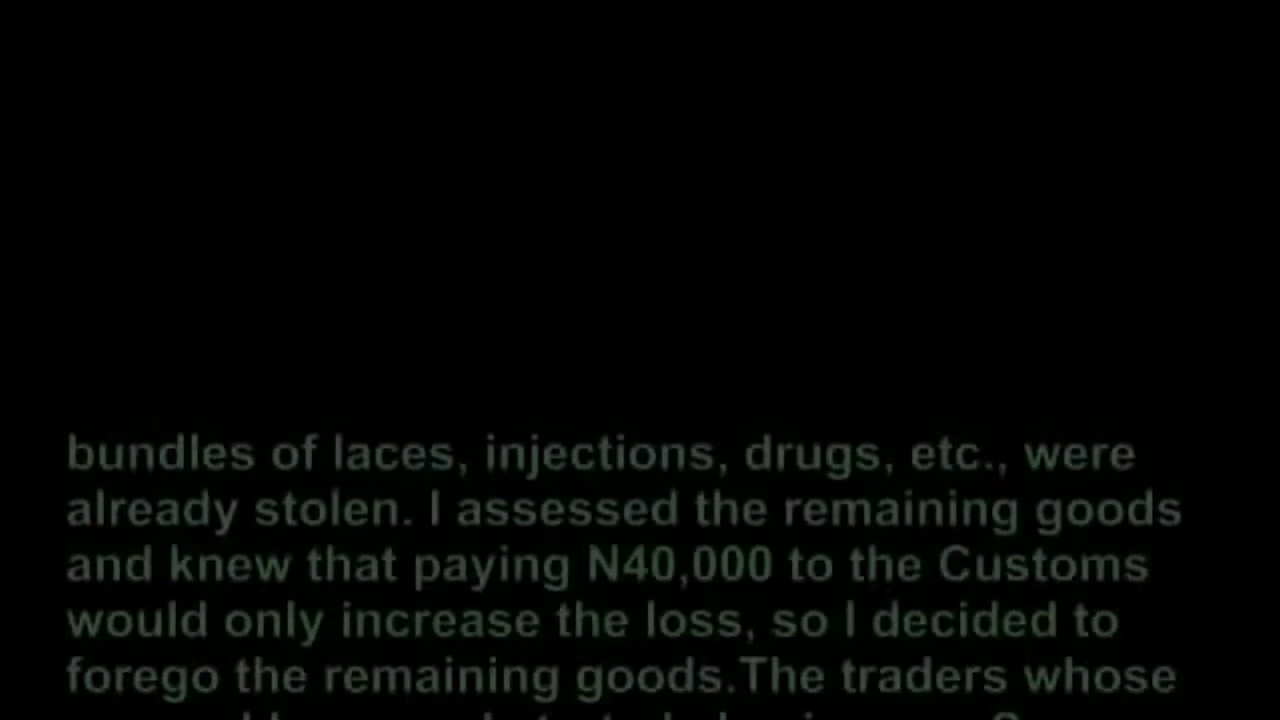 bundles of laces, injections, drugs, etc., were
already stolen. I assessed the remaining goods
and knew that paying N40,000 to the Customs
would only increase the loss, so I decided to
forego the remaining goods.The traders whose